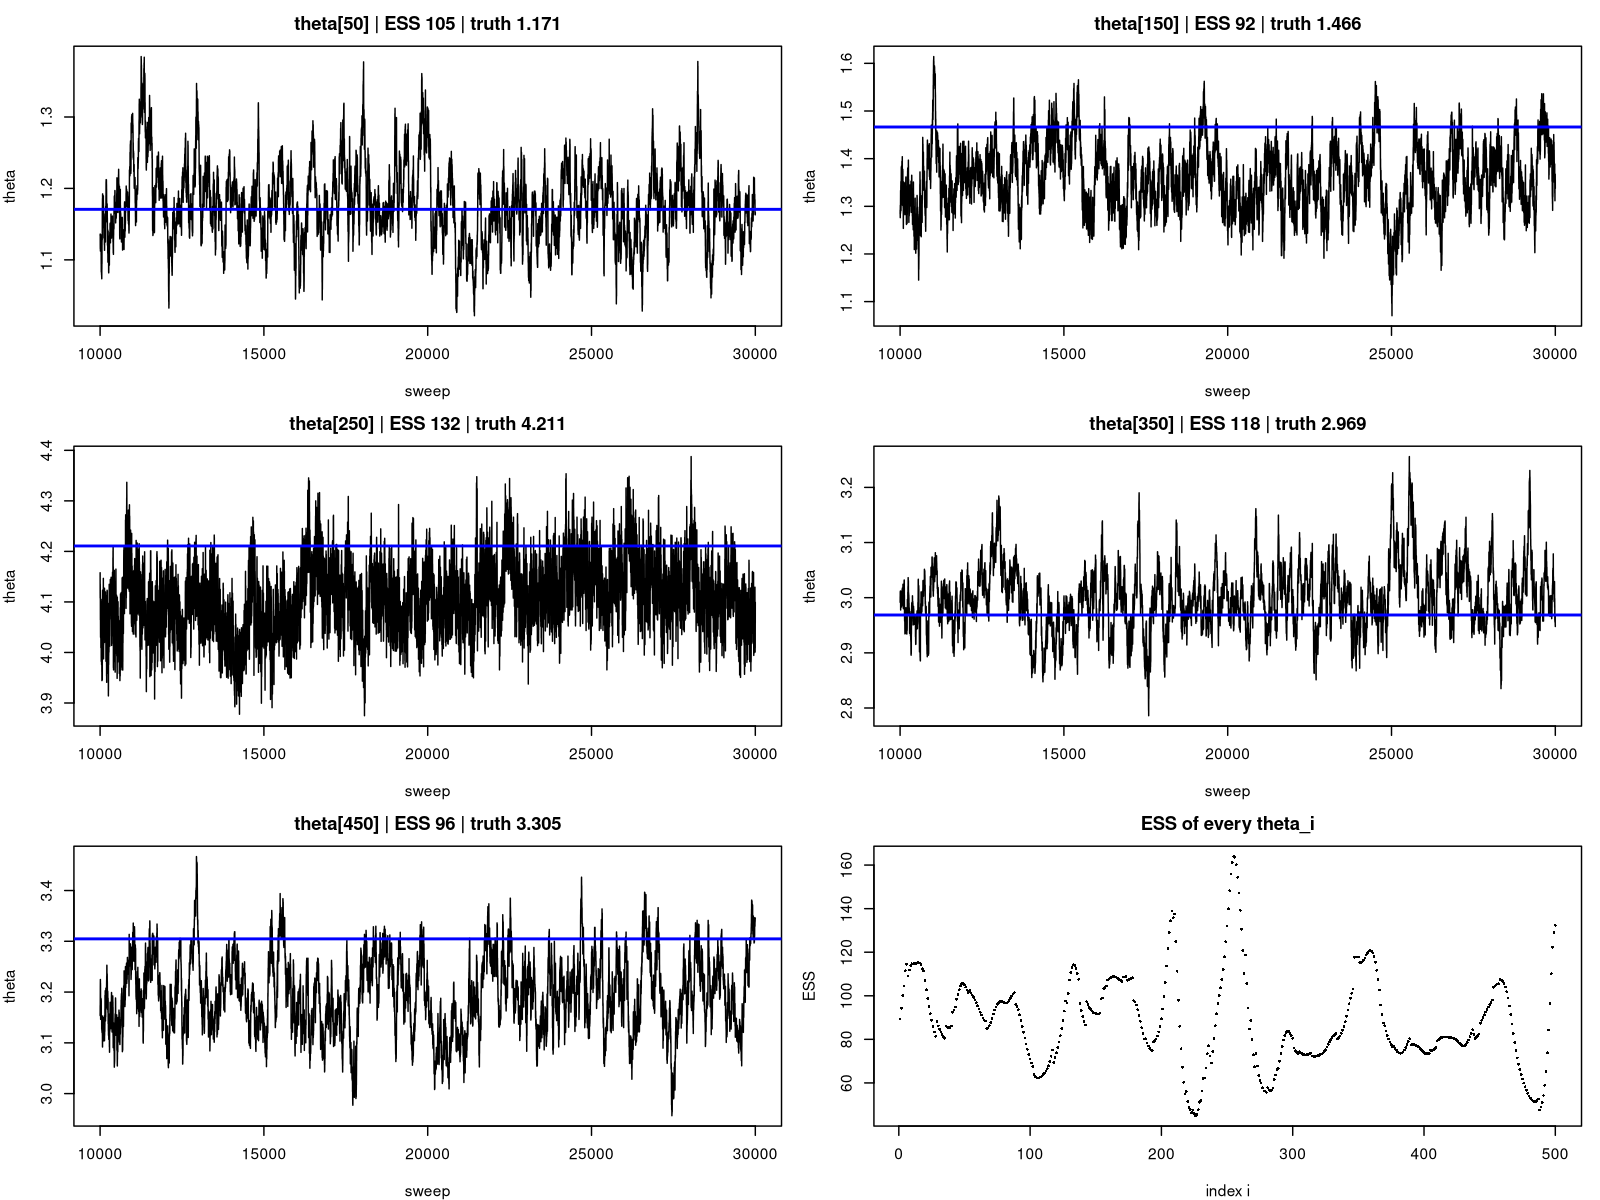 theta[50] | ESS 105 | truth 1.171
theta
1.3
1.2
1.1
10000 15000 20000 25000 30000
sweep
theta[150] | ESS 92 | truth 1.466
theta
1.6
1.5
1.4
1.3
1.2
1.1
10000 15000 20000 25000 30000
sweep
theta[250] | ESS 132 | truth 4.211
theta
4.4
4.3
4.2
4.1
4.0
3.9
10000 15000 20000 25000 30000
sweep
theta[350] | ESS 118 | truth 2.969
theta
3.2
3.1
3.0
2.9
2.8
10000 15000 20000 25000 30000
sweep
theta[450] | ESS 96 | truth 3.305
theta
3.4
3.3
3.2
3.1
3.0
10000 15000 20000 25000 30000
sweep
ESS of every theta_i
ESS
160
140
120
100
80
60
0 100 200 300 400 500
index i